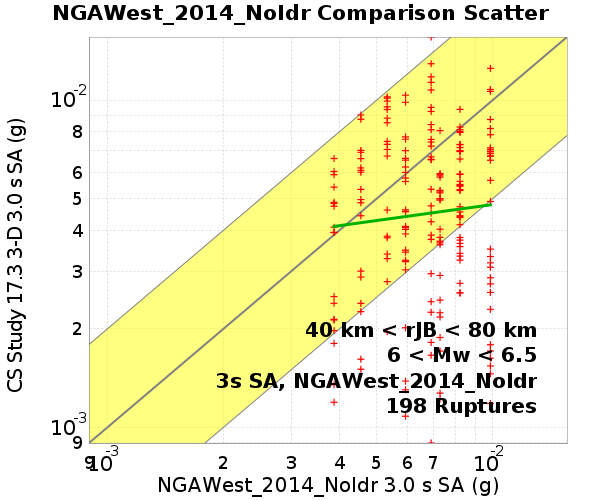 NGAWest_2014_NoIdr Comparison Scatter
CS Study 17.3 3-D 3.0 s SA (g)
10-2
8
6
5
4
3
2
10-3
9
40 km < rJB < 80 km
6 < Mw < 6.5
3s SA, NGAWest_2014_NoIdr
198 Ruptures
9 10-3 2 3 4 5 6 7 10-2
NGAWest_2014_NoIdr 3.0 s SA (g)